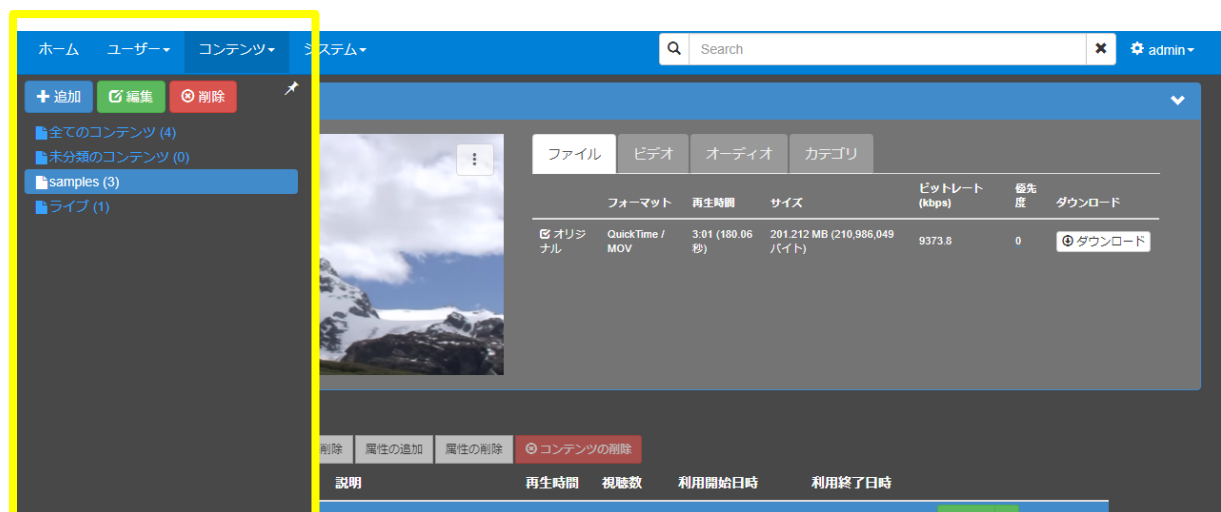 ホーム ユーザー コンテンツ システム Search admin
追加 編集 削除
全てのコンテンツ (4)
未分類のコンテンツ (0)
samples (3)
ライブ (1)
ファイル ビデオ オーディオ カテゴリ
フォーマット 再生時間 サイズ ビットレート (kbps) 優先度 ダウンロード
オリジナル QuickTime / MOV 3:01 (180.06 秒) 201.212 MB (210,986,049 バイト) 9373.8 0 ダウンロード
削除 属性の追加 属性の削除 コンテンツの削除
説明 再生時間 視聴数 利用開始日時 利用終了日時